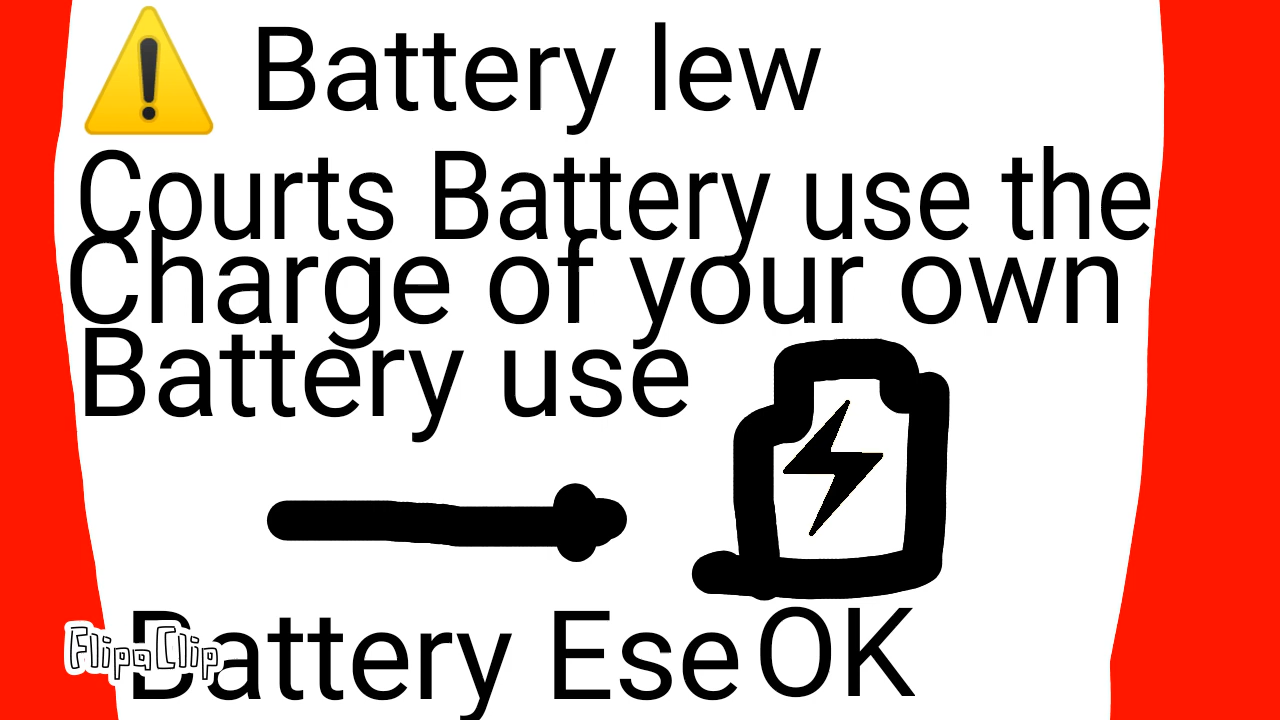 ⚠️ Battery lew
Courts Battery use the
Charge of your own
Battery use
Battery Ese OK
FlipaClip